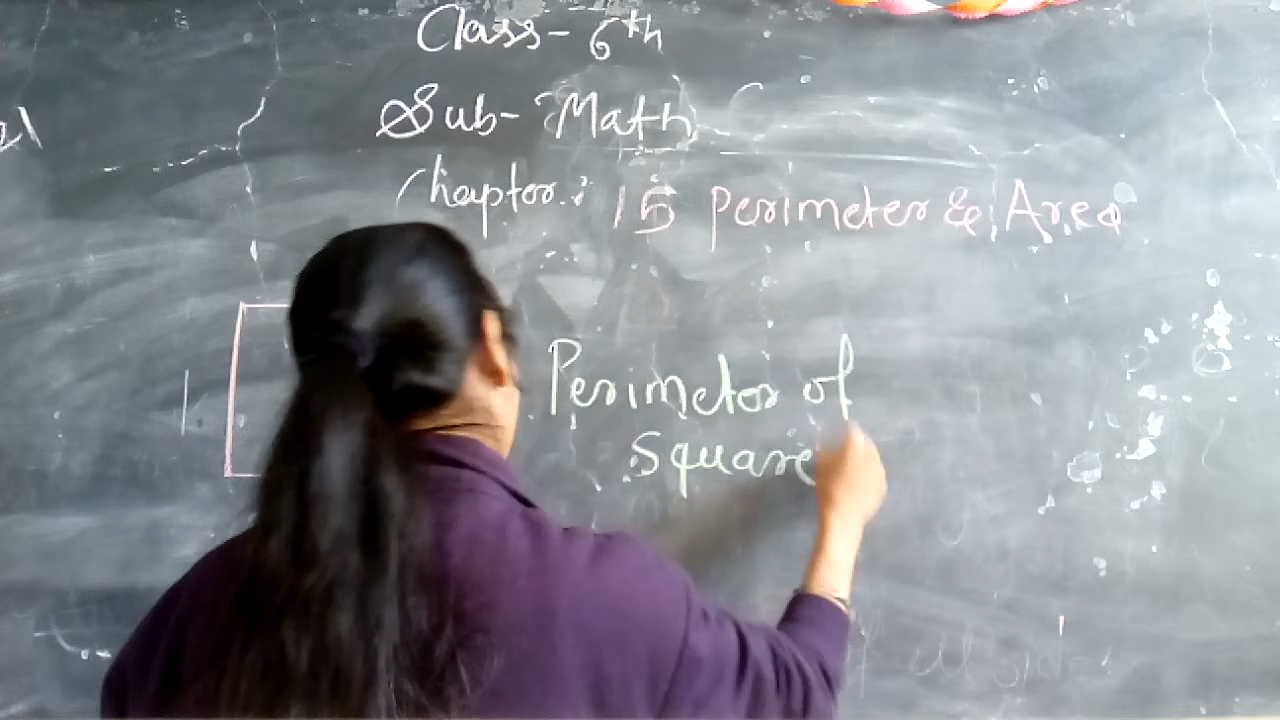 Class - 6th
Sub- Math
Chapter: 15 Perimeter & Area
Perimeter of
square